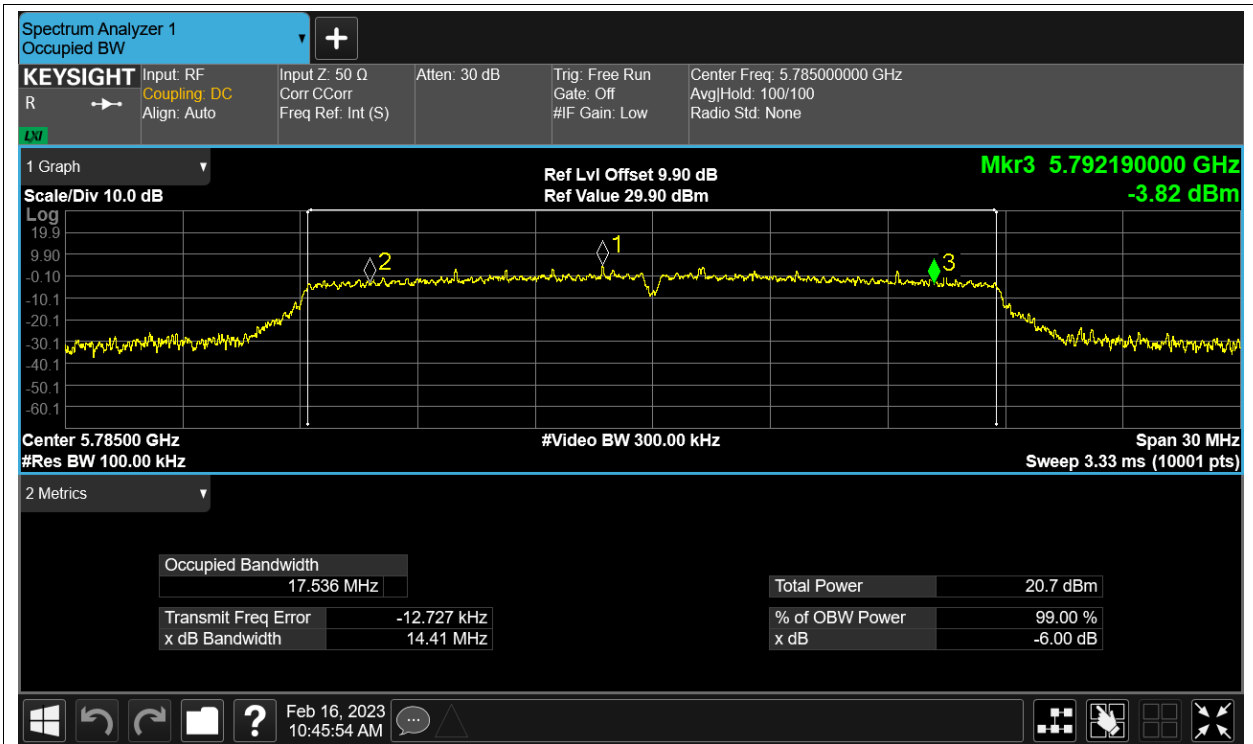 Spectrum Analyzer 1
Occupied BW
KEYSIGHT
R
LXI
Input: RF
Coupling: DC
Align: Auto
Input Z: 50 Ω
Corr CCorr
Freq Ref: Int (S)
Atten: 30 dB
Trig: Free Run
Gate: Off
#IF Gain: Low
Center Freq: 5.785000000 GHz
Avg|Hold: 100/100
Radio Std: None
1 Graph
Scale/Div 10.0 dB
Ref Lvl Offset 9.90 dB
Ref Value 29.90 dBm
Mkr3 5.792190000 GHz
-3.82 dBm
Log
19.9
9.90
-0.10
-10.1
-20.1
-30.1
-40.1
-50.1
-60.1
2
1
3
Center 5.78500 GHz
#Res BW 100.00 kHz
#Video BW 300.00 kHz
Span 30 MHz
Sweep 3.33 ms (10001 pts)
2 Metrics
Occupied Bandwidth
17.536 MHz
Transmit Freq Error -12.727 kHz
x dB Bandwidth 14.41 MHz
Total Power 20.7 dBm
% of OBW Power 99.00 %
x dB -6.00 dB
?
Feb 16, 2023
10:45:54 AM